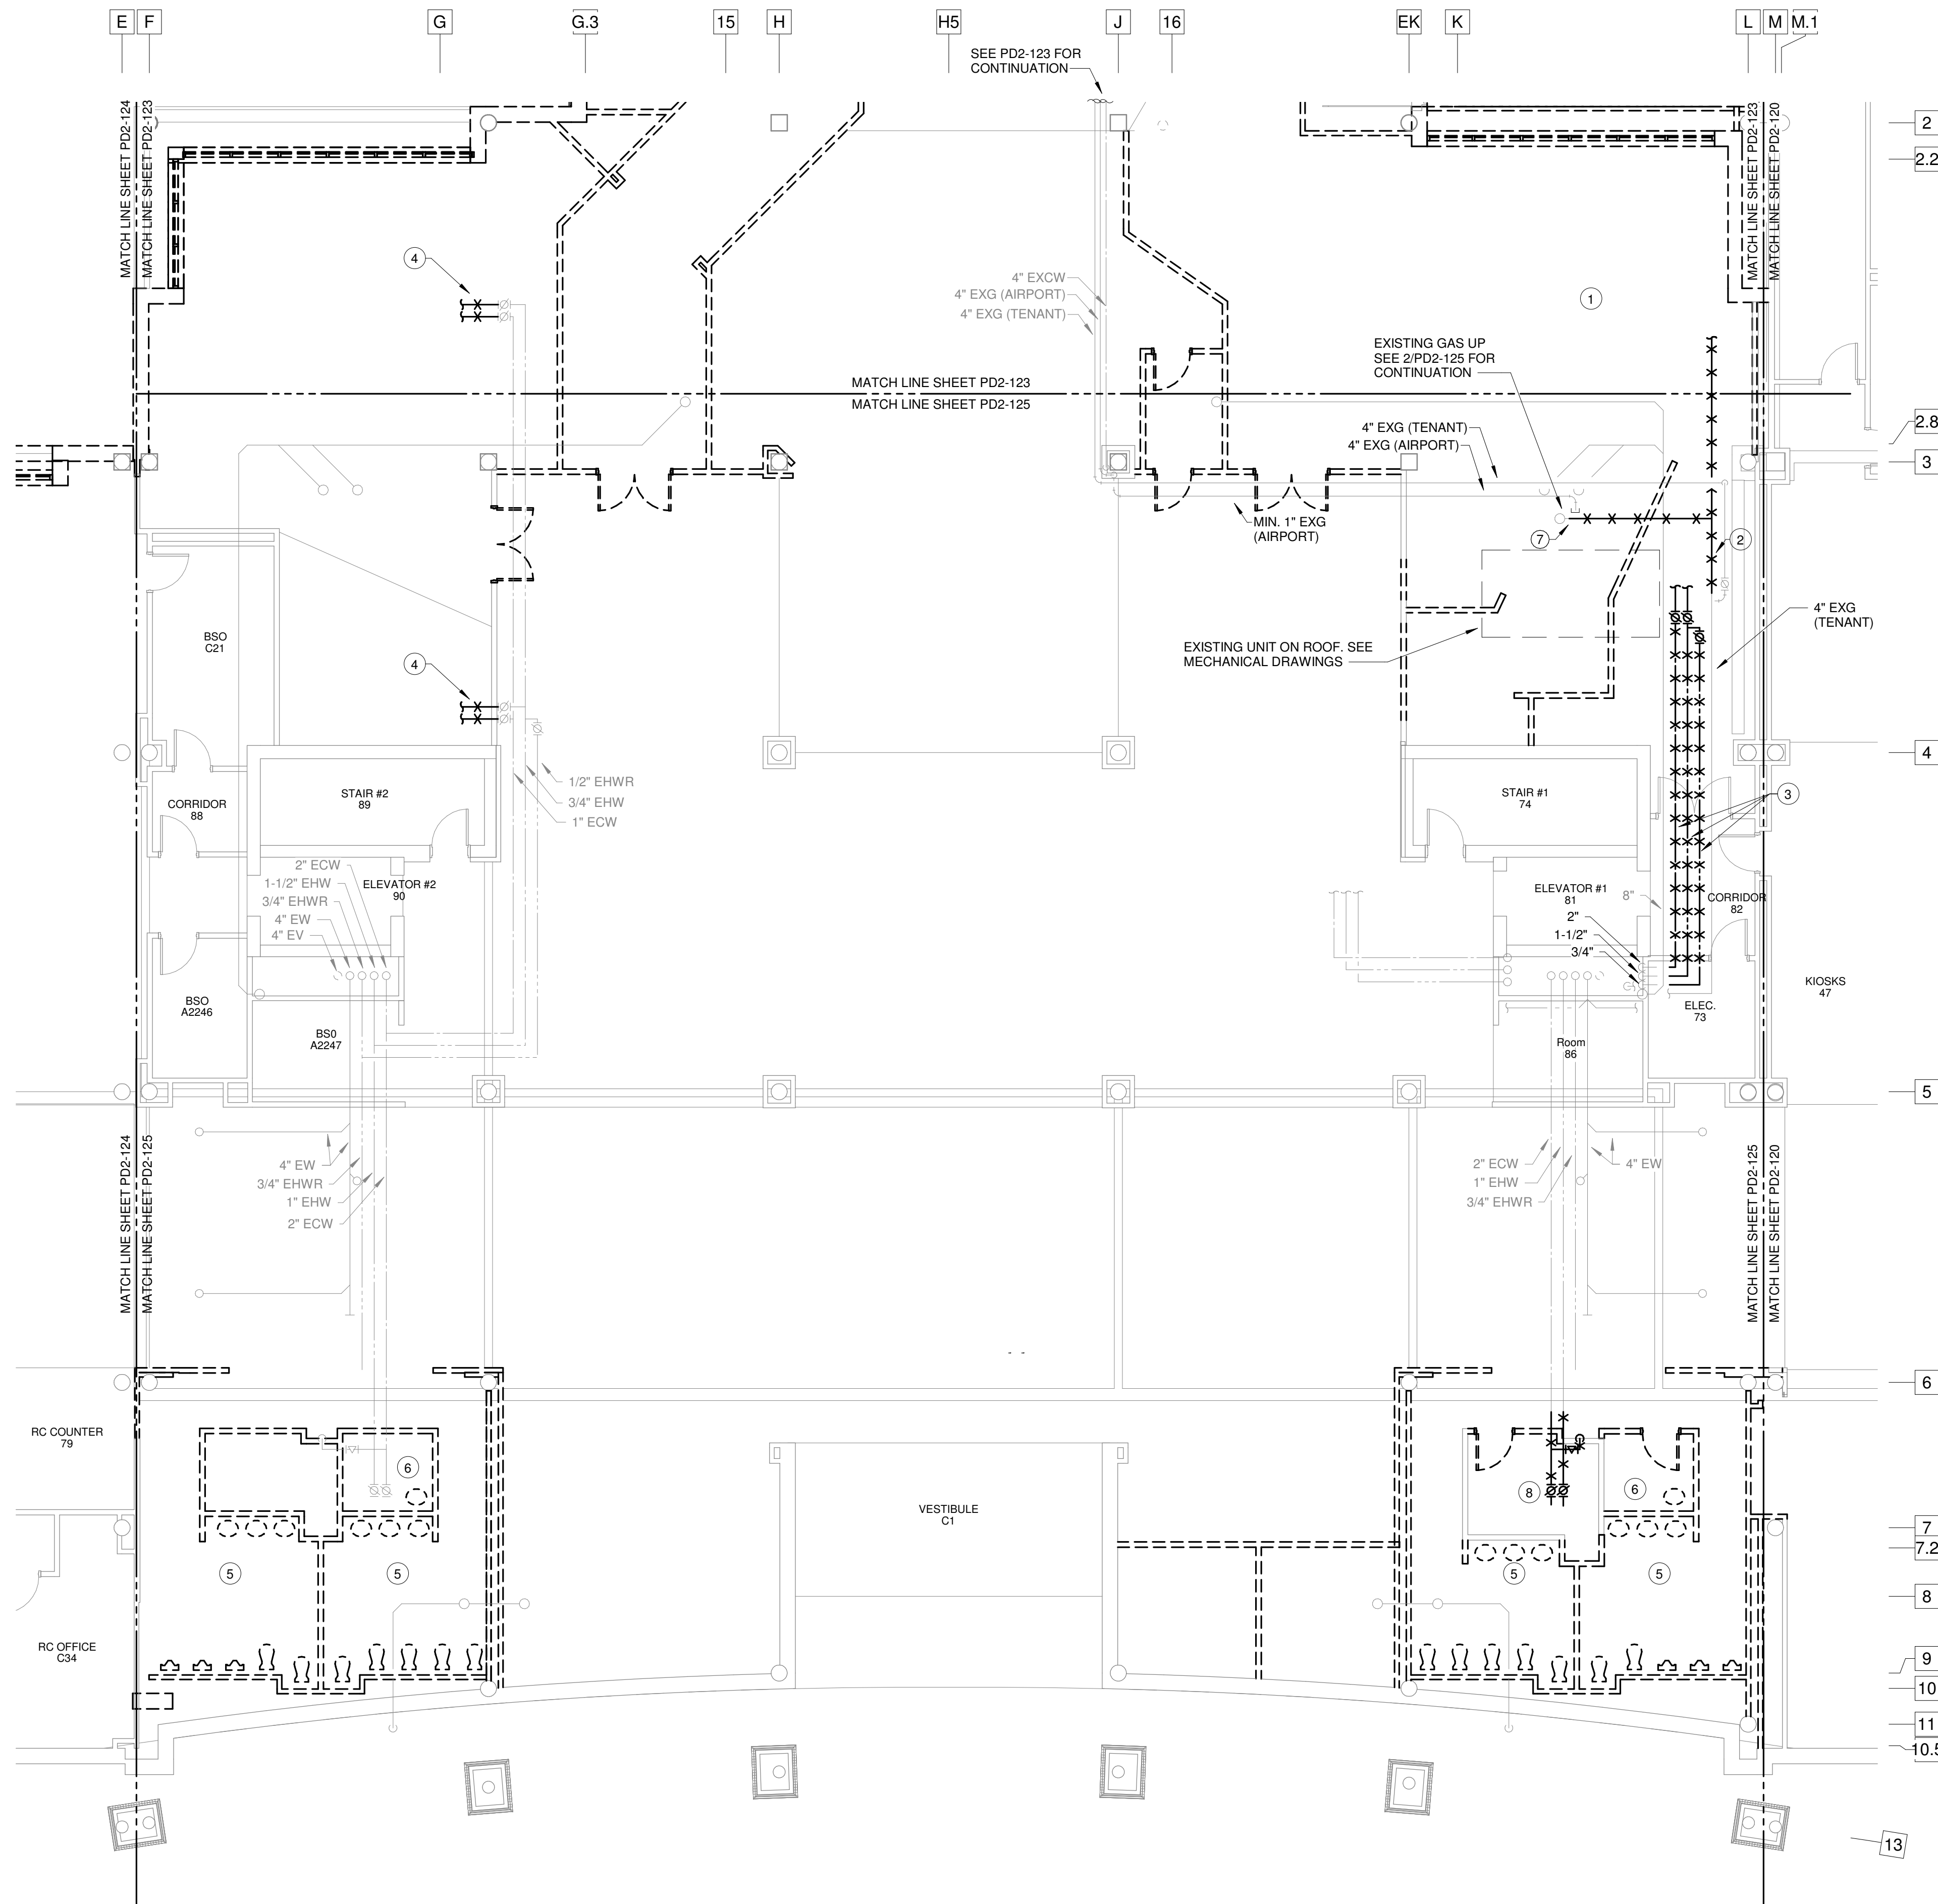 E
F
G
G.3
15
H
H5
J
16
EK
K
L
M
M.1
SEE PD2-123 FOR
CONTINUATION
MATCH LINE SHEET PD2-124
MATCH LINE SHEET PD2-123
MATCH LINE SHEET PD2-123
MATCH LINE SHEET PD2-120
2
2.2
4
4" EXCW
4" EXG (AIRPORT)
4" EXG (TENANT)
1
EXISTING GAS UP
SEE 2/PD2-125 FOR
CONTINUATION
MATCH LINE SHEET PD2-123
MATCH LINE SHEET PD2-125
2.8
3
4" EXG (TENANT)
4" EXG (AIRPORT)
MIN. 1" EXG
(AIRPORT)
7
2
4" EXG
(TENANT)
BSO
C21
4
EXISTING UNIT ON ROOF. SEE
MECHANICAL DRAWINGS
4
1/2" EHWR
3/4" EHW
1" ECW
STAIR #2
89
CORRIDOR
88
STAIR #1
74
3
2" ECW
1-1/2" EHW
3/4" EHWR
4" EW
4" EV
ELEVATOR #2
90
ELEVATOR #1
81
8"
2"
1-1/2"
3/4"
CORRIDOR
82
BSO
A2246
BS0
A2247
Room
86
ELEC.
73
KIOSKS
47
5
MATCH LINE SHEET PD2-124
MATCH LINE SHEET PD2-125
4" EW
3/4" EHWR
1" EHW
2" ECW
2" ECW
1" EHW
3/4" EHWR
4" EW
MATCH LINE SHEET PD2-125
MATCH LINE SHEET PD2-120
- -
6
RC COUNTER
79
6
8
6
VESTIBULE
C1
7
7.2
5
5
5
5
8
RC OFFICE
C34
9
10
11
10.5
13